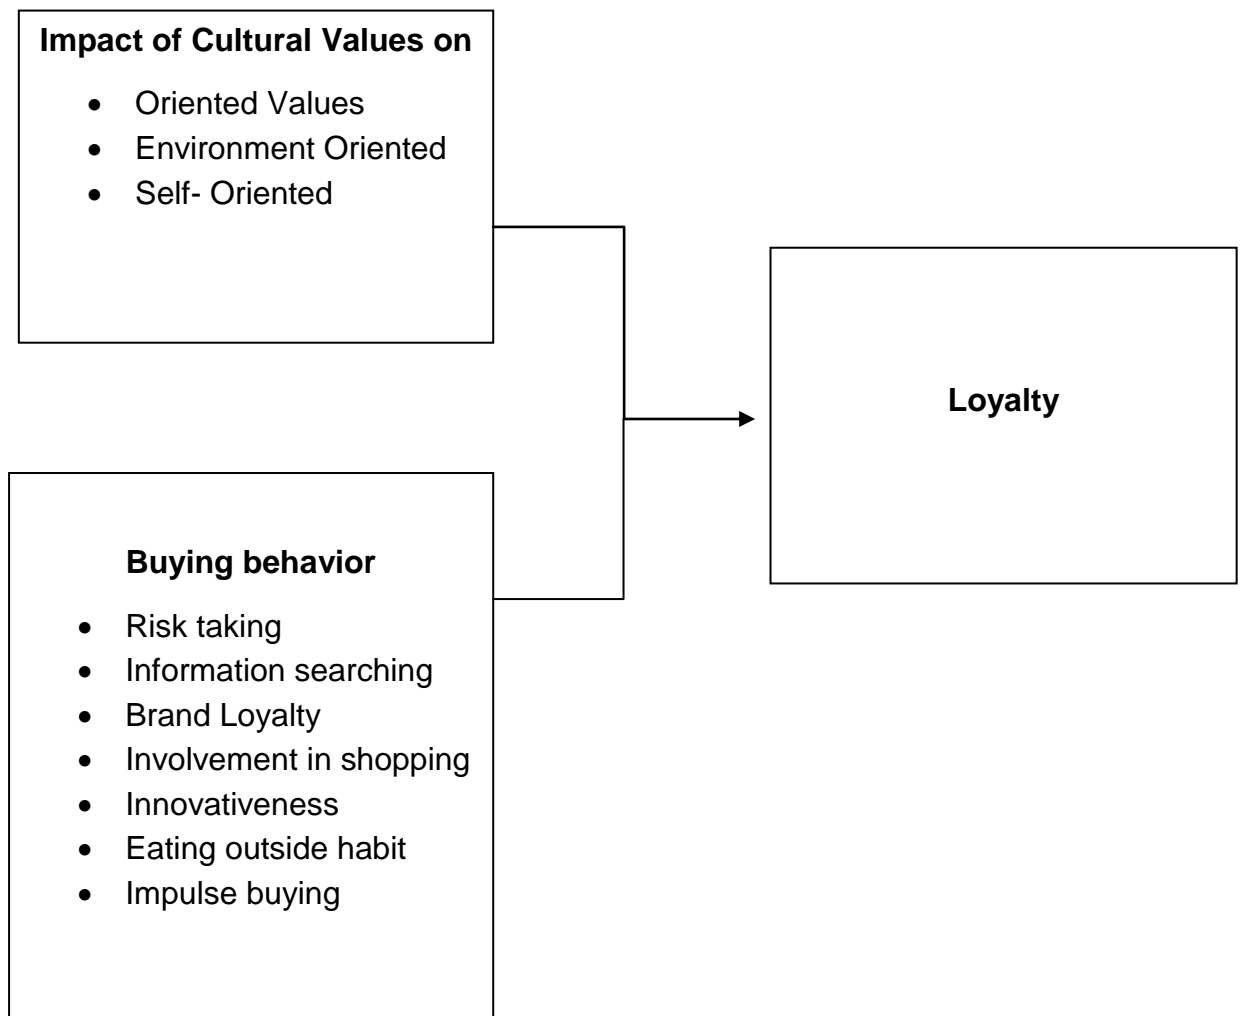 Impact of Cultural Values on
• Oriented Values
• Environment Oriented
• Self- Oriented
Loyalty
Buying behavior
• Risk taking
• Information searching
• Brand Loyalty
• Involvement in shopping
• Innovativeness
• Eating outside habit
• Impulse buying